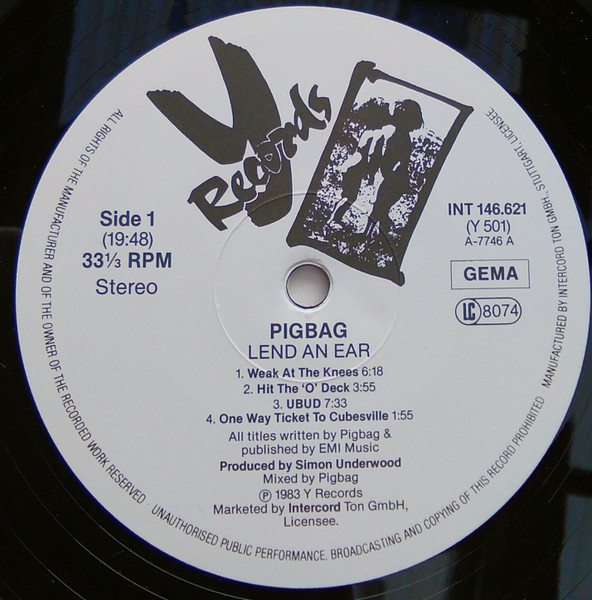 Y
Records
Side 1
(19:48)
33⅓ RPM
Stereo
INT 146.621
(Y 501)
A-7746 A
GEMA
LC 8074
PIGBAG
LEND AN EAR
1. Weak At The Knees 6:18
2. Hit The 'O' Deck 3:55
3. UBUD 7:33
4. One Way Ticket To Cubesville 1:55
All titles written by Pigbag &
published by EMI Music
Produced by Simon Underwood
Mixed by Pigbag
℗ 1983 Y Records
Marketed by Intercord Ton GmbH,
Licensee.
ALL RIGHTS OF THE MANUFACTURER AND OF THE OWNER OF THE RECORDED WORK RESERVED · UNAUTHORISED PUBLIC PERFORMANCE. BROADCASTING AND COPYING OF THIS RECORD PROHIBITED MANUFACTURED BY INTERCORD TON GMBH., STUTTGART, LICENSEE